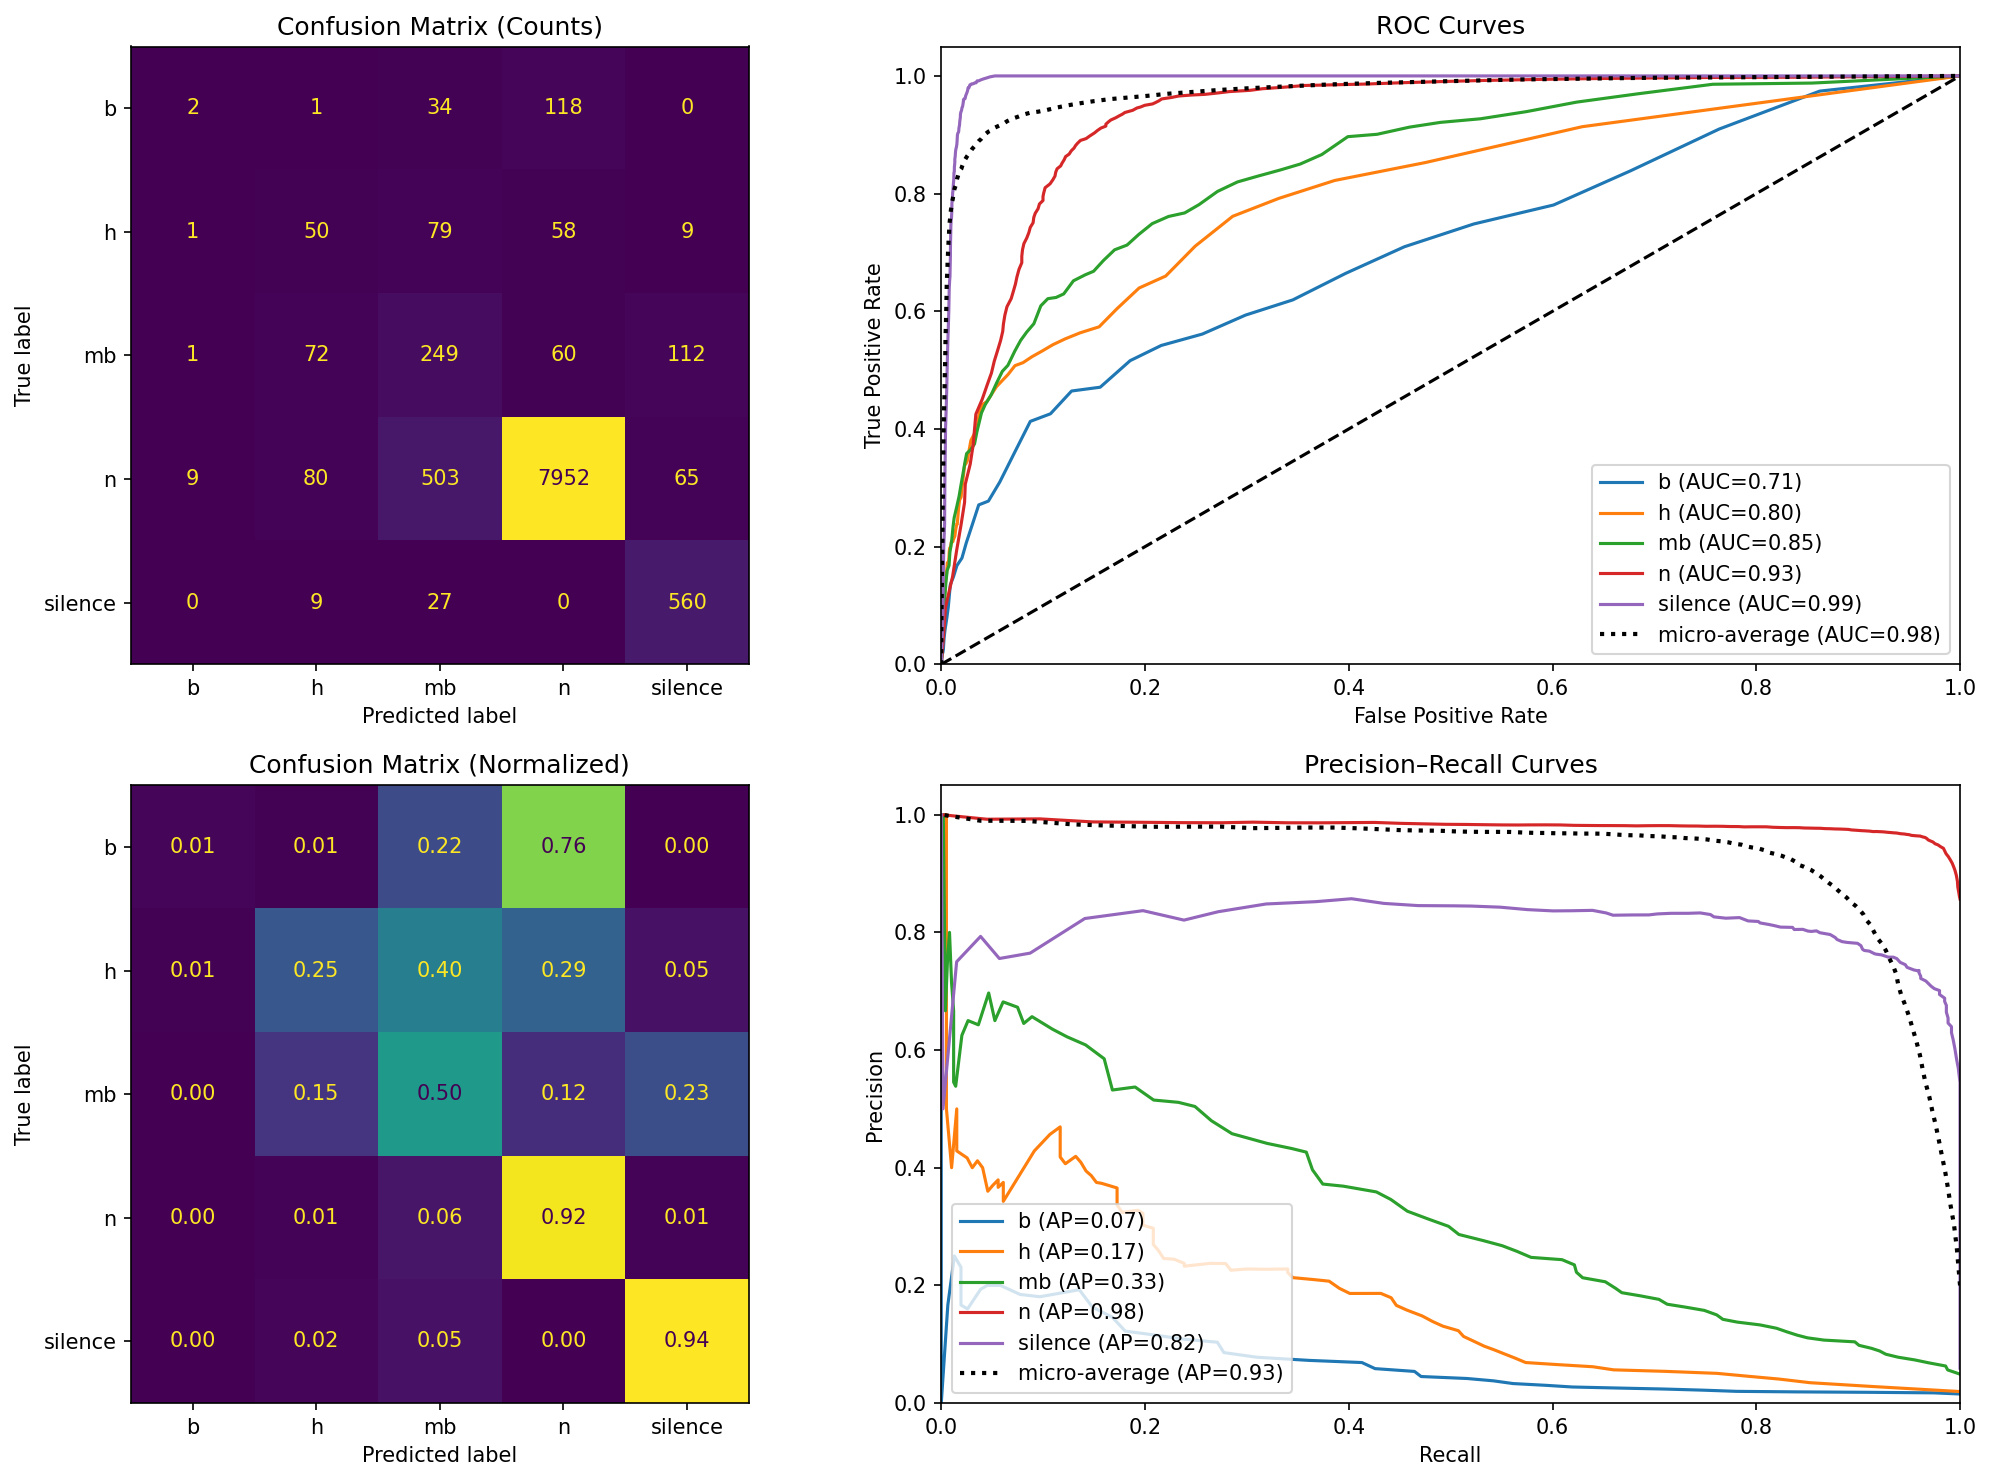 Confusion Matrix (Counts)
True label
b 2 1 34 118 0
h 1 50 79 58 9
mb 1 72 249 60 112
n 9 80 503 7952 65
silence 0 9 27 0 560
b h mb n silence
Predicted label
ROC Curves
True Positive Rate
1.0
0.8
0.6
0.4
0.2
0.0
b (AUC=0.71)
h (AUC=0.80)
mb (AUC=0.85)
n (AUC=0.93)
silence (AUC=0.99)
micro-average (AUC=0.98)
0.0 0.2 0.4 0.6 0.8 1.0
False Positive Rate
Confusion Matrix (Normalized)
True label
b 0.01 0.01 0.22 0.76 0.00
h 0.01 0.25 0.40 0.29 0.05
mb 0.00 0.15 0.50 0.12 0.23
n 0.00 0.01 0.06 0.92 0.01
silence 0.00 0.02 0.05 0.00 0.94
b h mb n silence
Predicted label
Precision–Recall Curves
Precision
1.0
0.8
0.6
0.4
0.2
0.0
b (AP=0.07)
h (AP=0.17)
mb (AP=0.33)
n (AP=0.98)
silence (AP=0.82)
micro-average (AP=0.93)
0.0 0.2 0.4 0.6 0.8 1.0
Recall